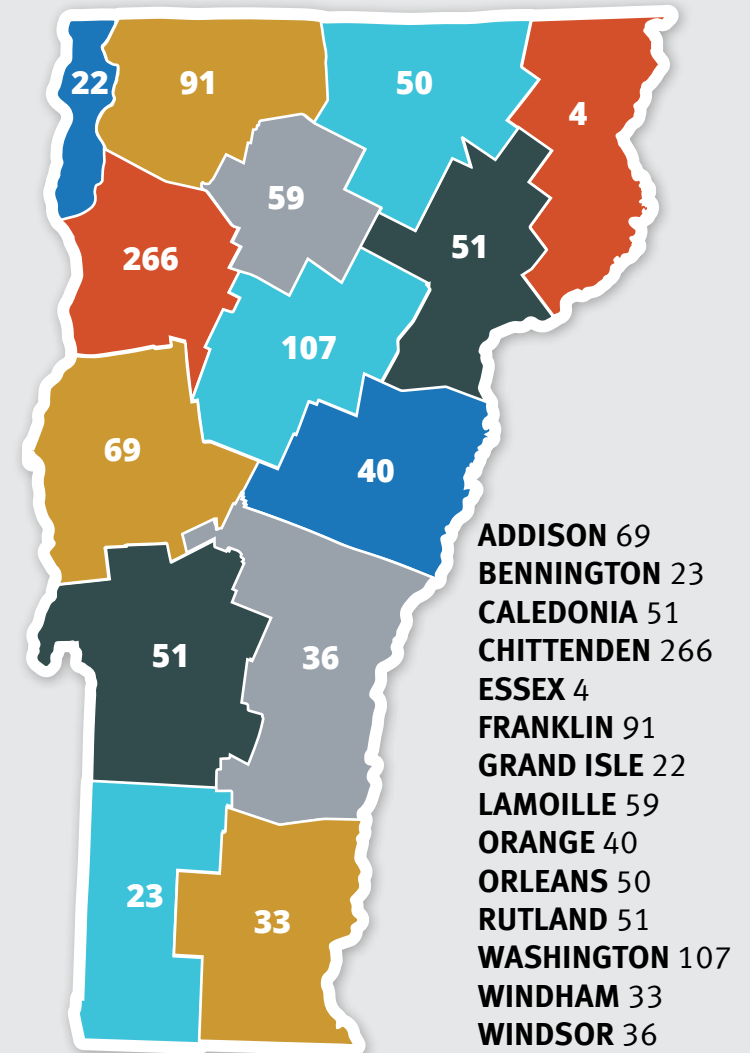 22
91
50
4
59
51
266
107
69
40
51
36
23
33
ADDISON 69
BENNINGTON 23
CALEDONIA 51
CHITTENDEN 266
ESSEX 4
FRANKLIN 91
GRAND ISLE 22
LAMOILLE 59
ORANGE 40
ORLEANS 50
RUTLAND 51
WASHINGTON 107
WINDHAM 33
WINDSOR 36